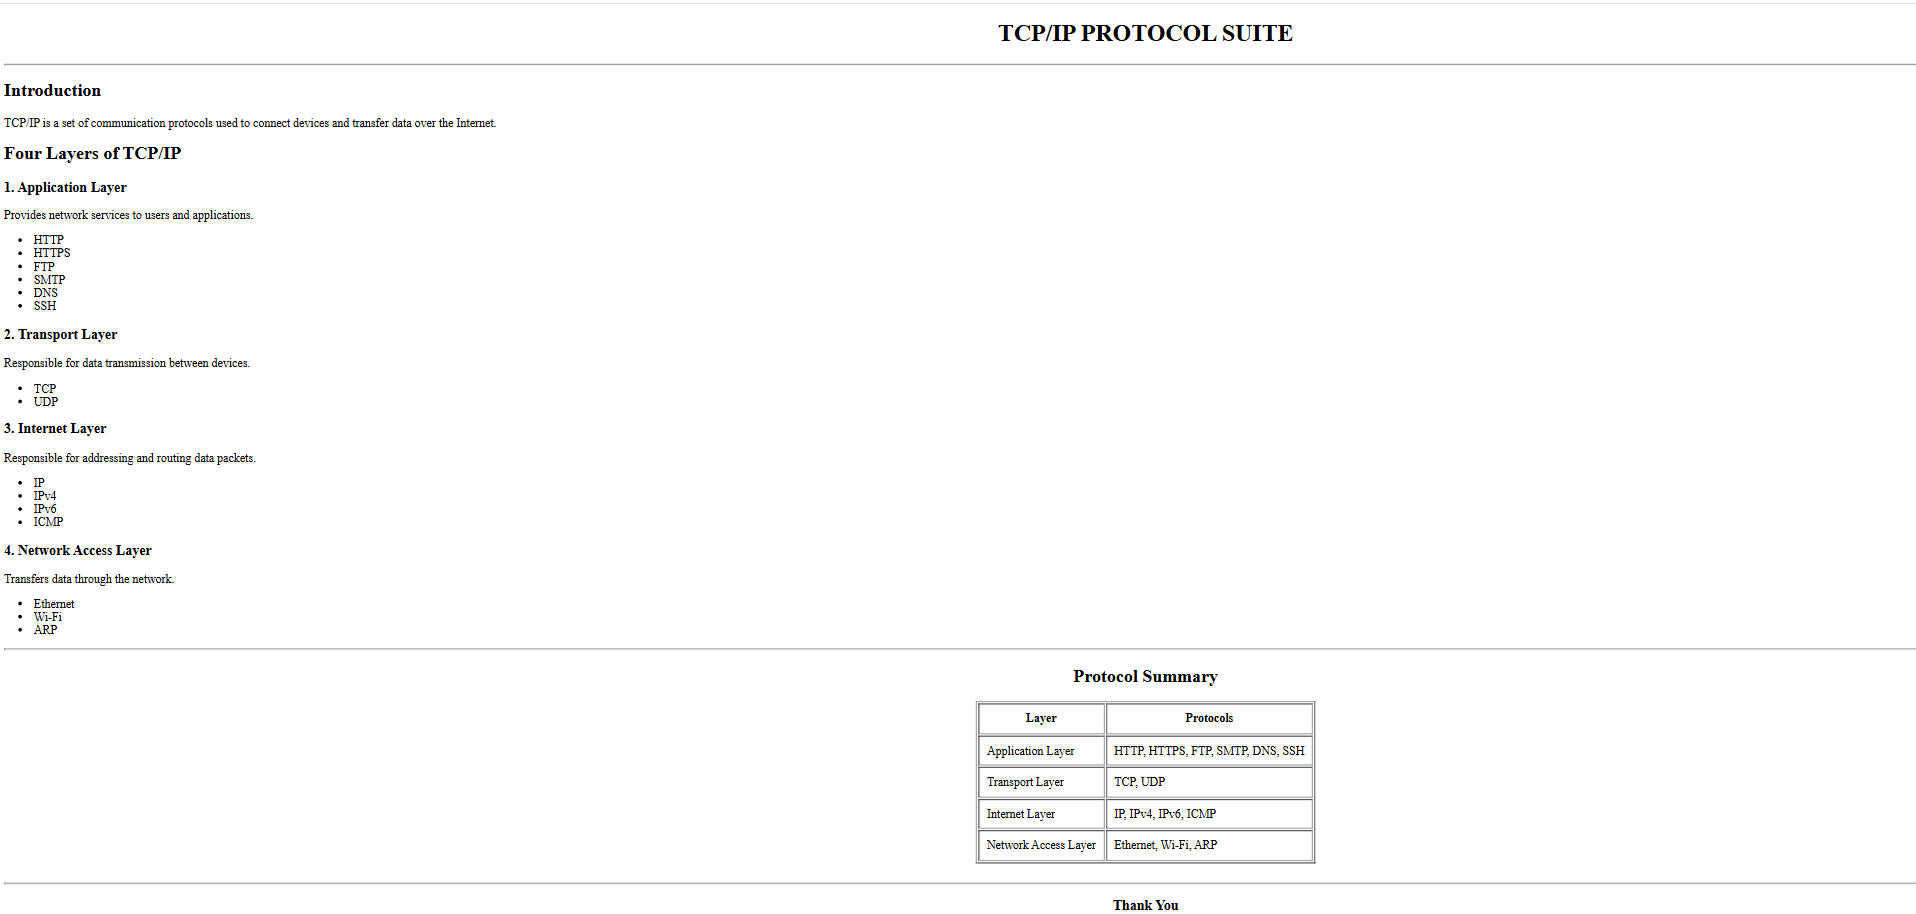 TCP/IP PROTOCOL SUITE
Introduction
TCP/IP is a set of communication protocols used to connect devices and transfer data over the Internet.
Four Layers of TCP/IP
1. Application Layer
Provides network services to users and applications.
• HTTP
• HTTPS
• FTP
• SMTP
• DNS
• SSH
2. Transport Layer
Responsible for data transmission between devices.
• TCP
• UDP
3. Internet Layer
Responsible for addressing and routing data packets.
• IP
• IPv4
• IPv6
• ICMP
4. Network Access Layer
Transfers data through the network.
• Ethernet
• Wi-Fi
• ARP
Protocol Summary
Layer Protocols
Application Layer HTTP, HTTPS, FTP, SMTP, DNS, SSH
Transport Layer TCP, UDP
Internet Layer IP, IPv4, IPv6, ICMP
Network Access Layer Ethernet, Wi-Fi, ARP
Thank You